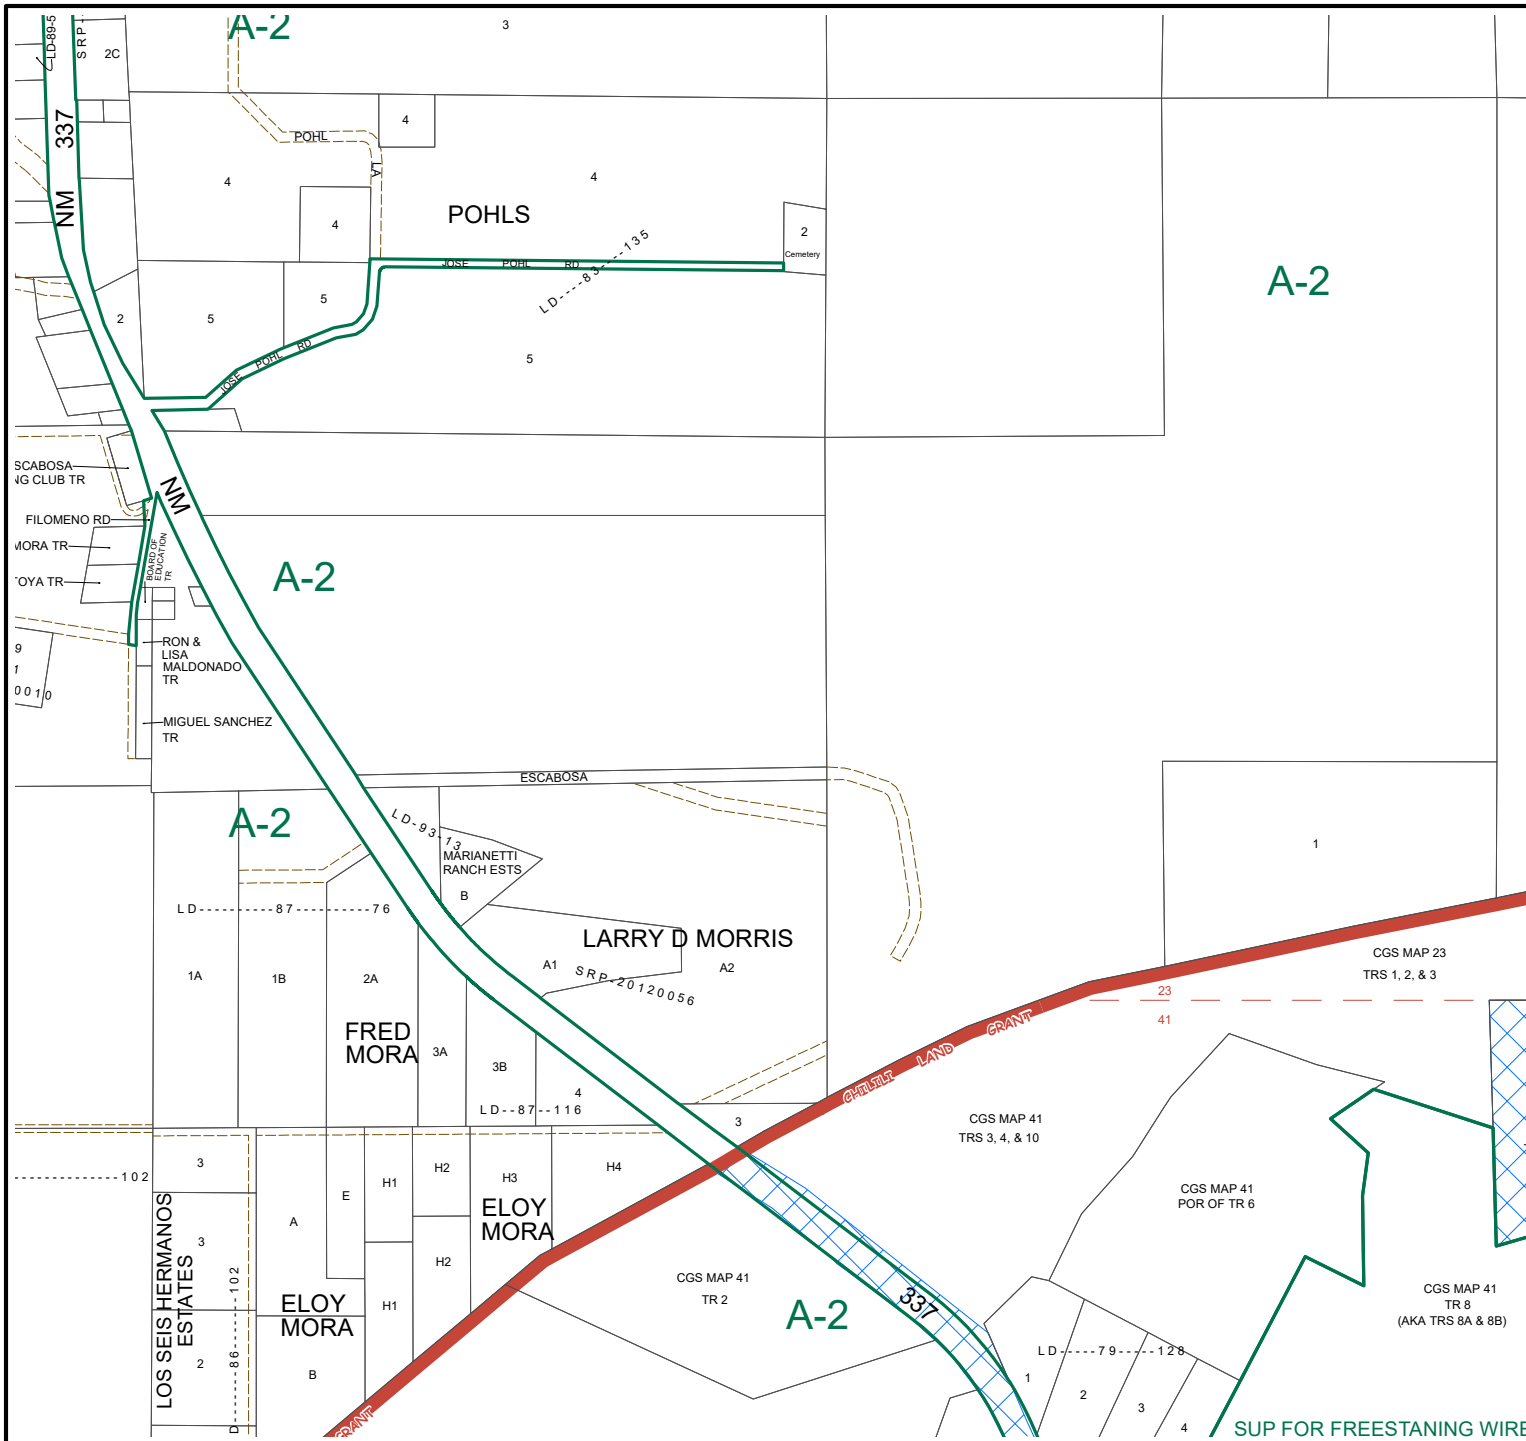 A-2
3
LD-89-5
SRP-
2C
NM 337
POHL
LA
4
4
4
4
POHLS
2
Cemetery
LD----83----135
JOSE POHL RD
A-2
5
5
5
2
JOSE POHL RD
SCABOSA
NG CLUB TR
NM
FILOMENO RD
MORA TR
TOYA TR
BOARD OF
EDUCATION
TR
A-2
RON &
LISA
MALDONADO
TR
9
1
0010
MIGUEL SANCHEZ
TR
ESCABOSA
A-2
LD-93-13
MARIANETTI
RANCH ESTS
B
1
LD--------87--------76
LARRY D MORRIS
A1
A2
SRP-20120056
1A
1B
2A
CGS MAP 23
TRS 1, 2, & 3
23
41
FRED
MORA
3A
3B
4
LD--87--116
CHILILI LAND GRANT
3
CGS MAP 41
TRS 3, 4, & 10
------------102
3
E
H1
H2
H3
H4
CGS MAP 41
POR OF TR 6
LOS SEIS HERMANOS
ESTATES
3
A
ELOY
MORA
H2
D------86------102
ELOY
MORA
H1
CGS MAP 41
TR 2
A-2
337
CGS MAP 41
TR 8
(AKA TRS 8A & 8B)
2
B
LD-----79-----128
1
2
3
4
GRANT
SUP FOR FREESTANING WIRE